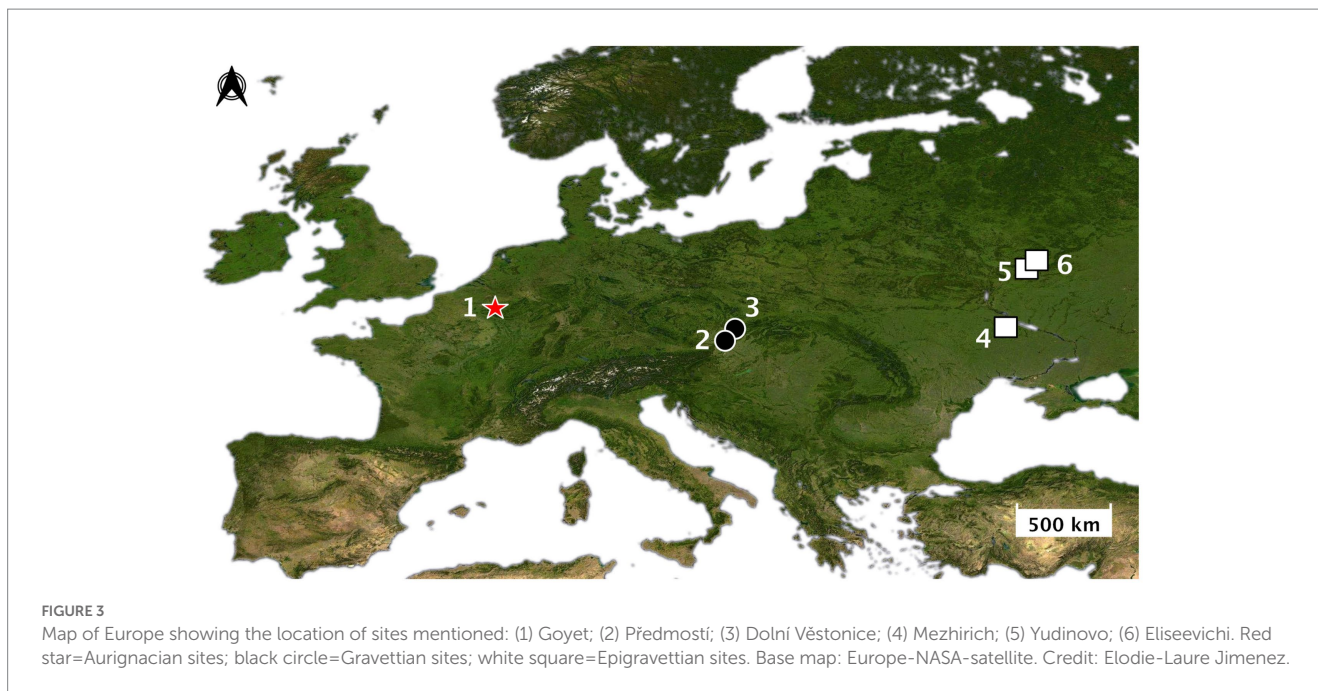 5
6
1
3
2
4
500 km
FIGURE 3
Map of Europe showing the location of sites mentioned: (1) Goyet; (2) Předmostí; (3) Dolní Věstonice; (4) Mezhirich; (5) Yudinovo; (6) Eliseevichi. Red
star=Aurignacian sites; black circle=Gravettian sites; white square=Epigravettian sites. Base map: Europe-NASA-satellite. Credit: Elodie-Laure Jimenez.